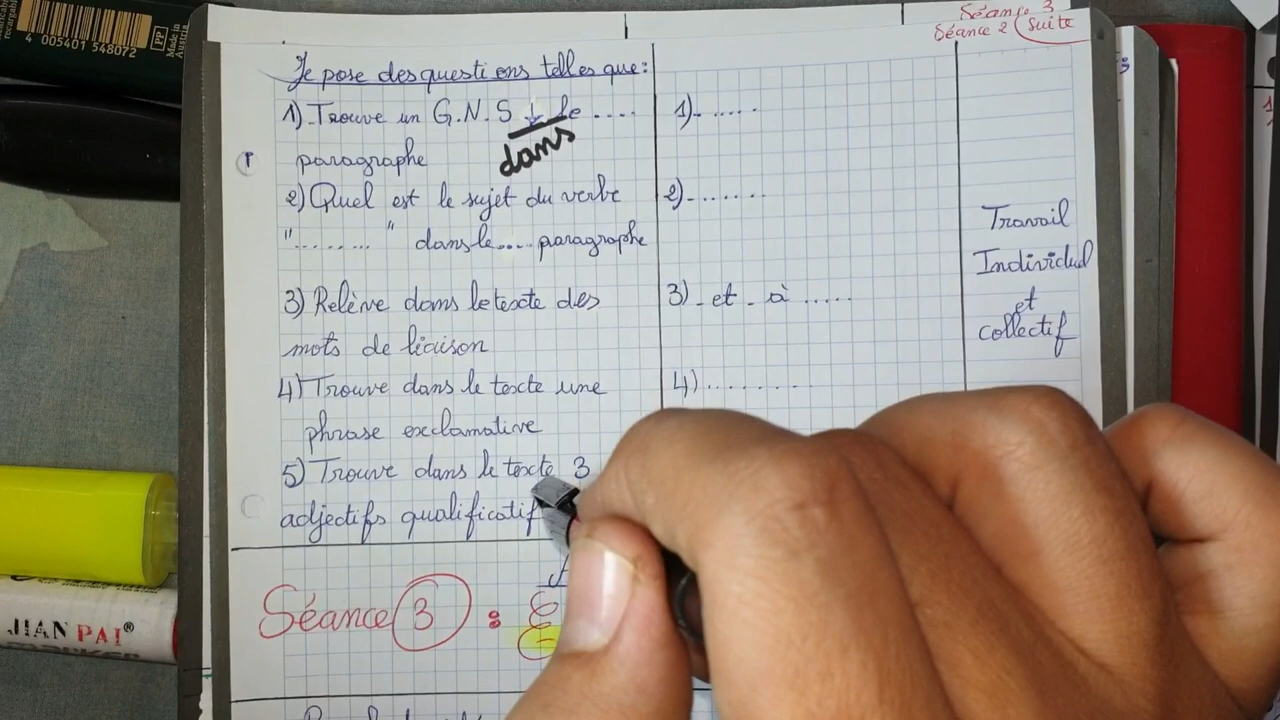 Séance 3
Séance 2 (suite
4 005401 548072
PP
Made in
Austria
Je pose des questions telles que:
1)-Trouve un G.N.S ↓ le ....
dans
paragraphe
2) Quel est le sujet du verbe
"........" dans le .... paragraphe
3) Relève dans le texte des
mots de liaison
4) Trouve dans le texte une
phrase exclamative
5) Trouve dans le texte 3
adjectifs qualificatif
1)- ......
2)- .......
3) - et - à .....
4) .........
Travail
Individuel
et
collectif
Séance 3 :
JIAN PAI®